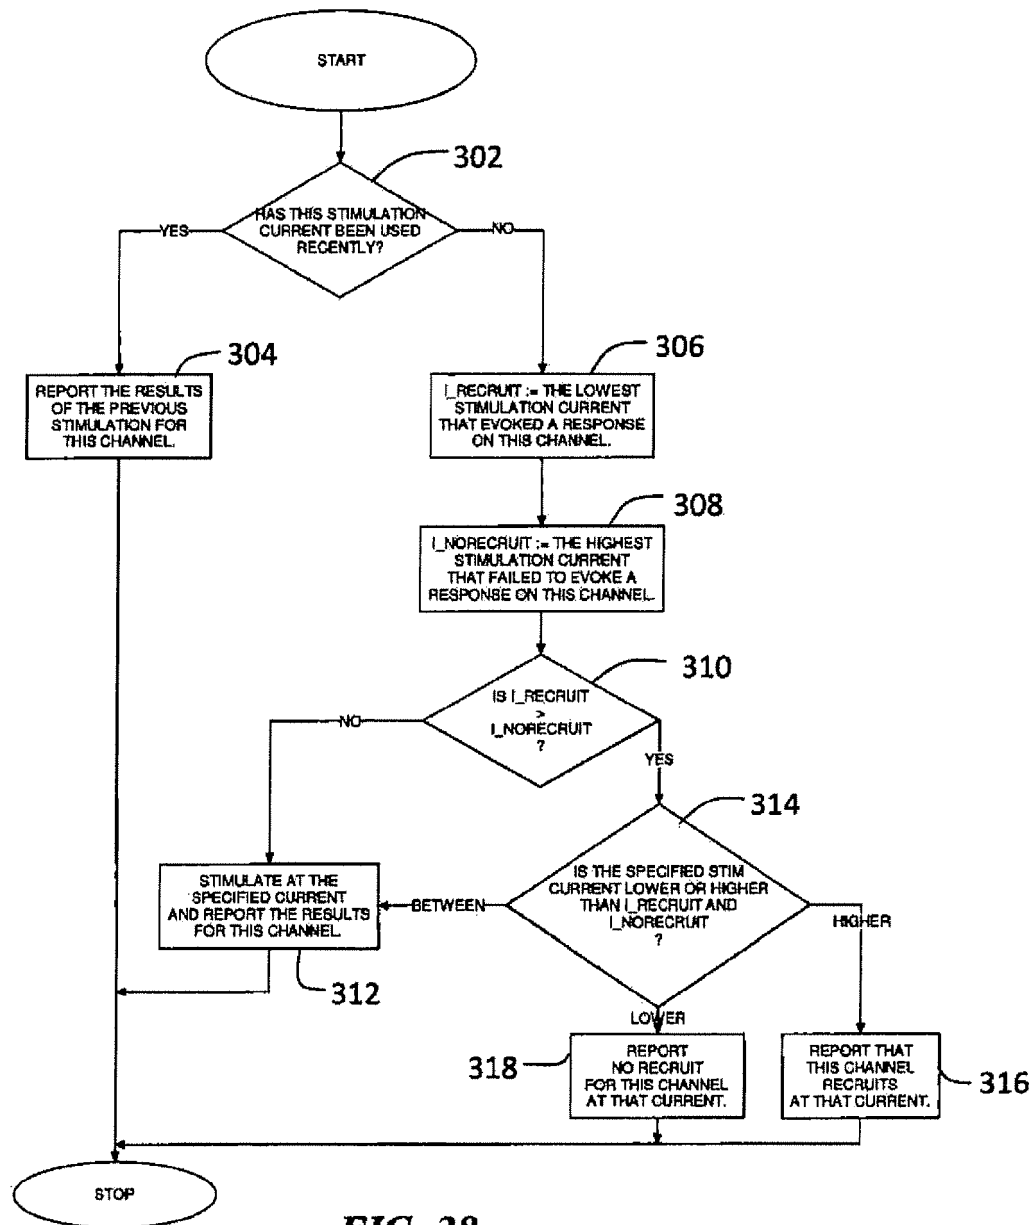 START
302
HAS THIS STIMULATION
CURRENT BEEN USED
RECENTLY?
YES
NO
304
REPORT THE RESULTS
OF THE PREVIOUS
STIMULATION FOR
THIS CHANNEL.
306
I_RECRUIT := THE LOWEST
STIMULATION CURRENT
THAT EVOKED A RESPONSE
ON THIS CHANNEL.
308
I_NORECRUIT := THE HIGHEST
STIMULATION CURRENT
THAT FAILED TO EVOKE A
RESPONSE ON THIS CHANNEL.
310
IS I_RECRUIT
>
I_NORECRUIT
?
NO
YES
314
IS THE SPECIFIED STIM
CURRENT LOWER OR HIGHER
THAN I_RECRUIT AND
I_NORECRUIT
?
BETWEEN
HIGHER
LOWER
STIMULATE AT THE
SPECIFIED CURRENT
AND REPORT THE RESULTS
FOR THIS CHANNEL.
312
318
REPORT
NO RECRUIT
FOR THIS CHANNEL
AT THAT CURRENT.
REPORT THAT
THIS CHANNEL
RECRUITS
AT THAT CURRENT.
316
STOP